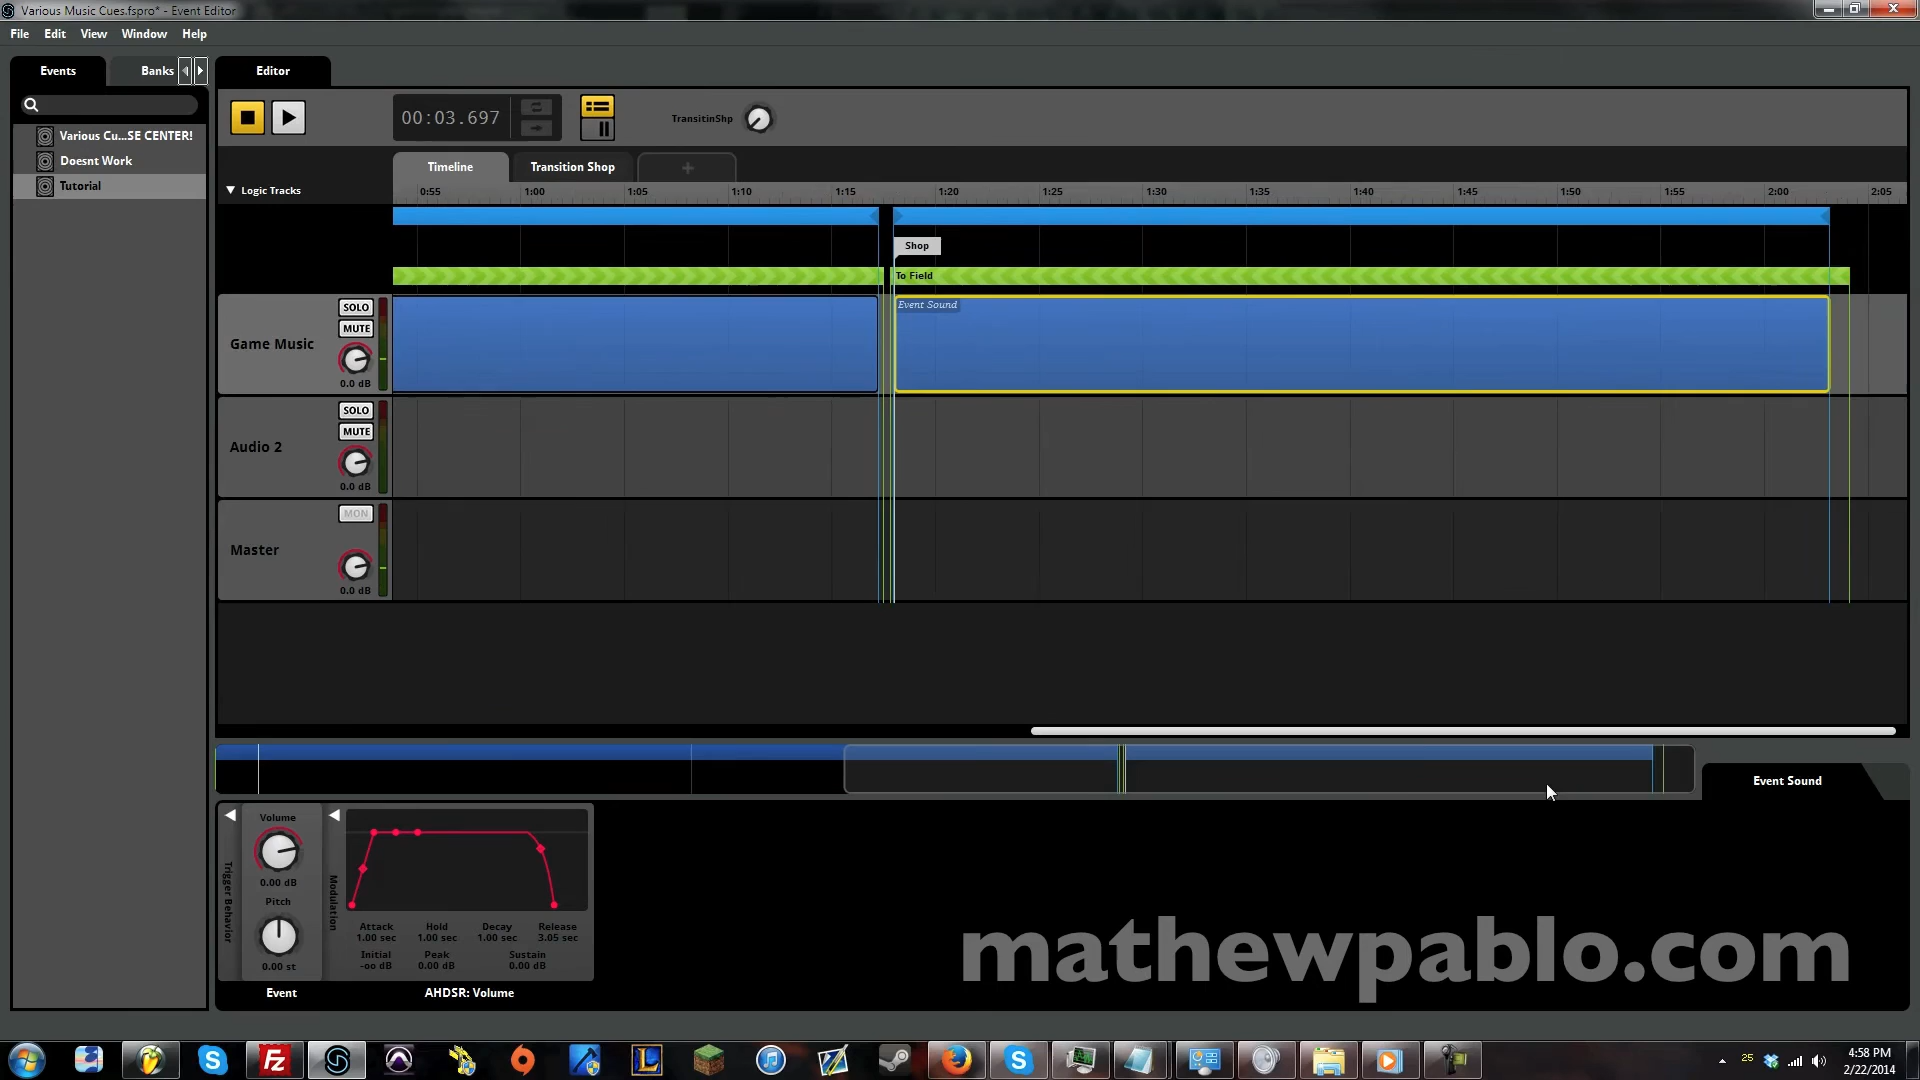 Various Music Cues.fspro* - Event Editor
File Edit View Window Help
Events Banks Editor
Various Cu...SE CENTER!
Doesnt Work
Tutorial
00:03.697
TransitinShp
Timeline Transition Shop +
Logic Tracks
0:55 1:00 1:05 1:10 1:15 1:20 1:25 1:30 1:35 1:40 1:45 1:50 1:55 2:00 2:05
Shop
To Field
Event Sound
Game Music
SOLO
MUTE
0.0 dB
Audio 2
SOLO
MUTE
0.0 dB
Master
MON
0.0 dB
Event Sound
Trigger Behavior
Volume
0.00 dB
Pitch
0.00 st
Event
Modulation
Attack Hold Decay Release
1.00 sec 1.00 sec 1.00 sec 3.05 sec
Initial Peak Sustain
-oo dB 0.00 dB 0.00 dB
AHDSR: Volume
mathewpablo.com
25
4:58 PM
2/22/2014